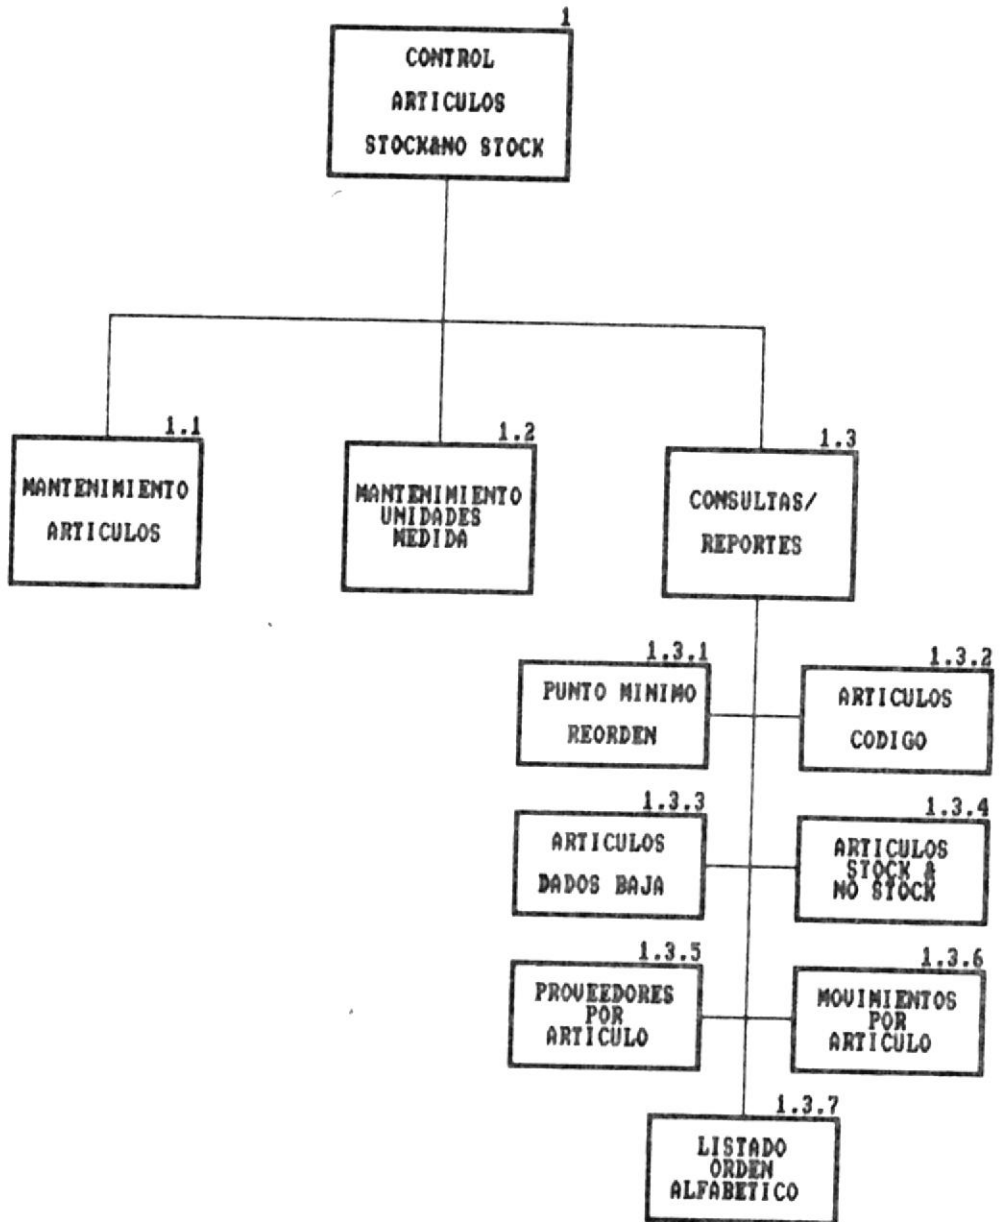 1
CONTROL
ARTICULOS
STOCK&NO STOCK
1.1
MANTENIMIENTO
ARTICULOS
1.2
MANTENIMIENTO
UNIDADES
MEDIDA
1.3
CONSULTAS/
REPORTES
1.3.1
PUNTO MINIMO
REORDEN
1.3.2
ARTICULOS
CODIGO
1.3.3
ARTICULOS
DADOS BAJA
1.3.4
ARTICULOS
STOCK &
NO STOCK
1.3.5
PROVEEDORES
POR
ARTICULO
1.3.6
MOVIMIENTOS
POR
ARTICULO
1.3.7
LISTADO
ORDEN
ALFABETICO